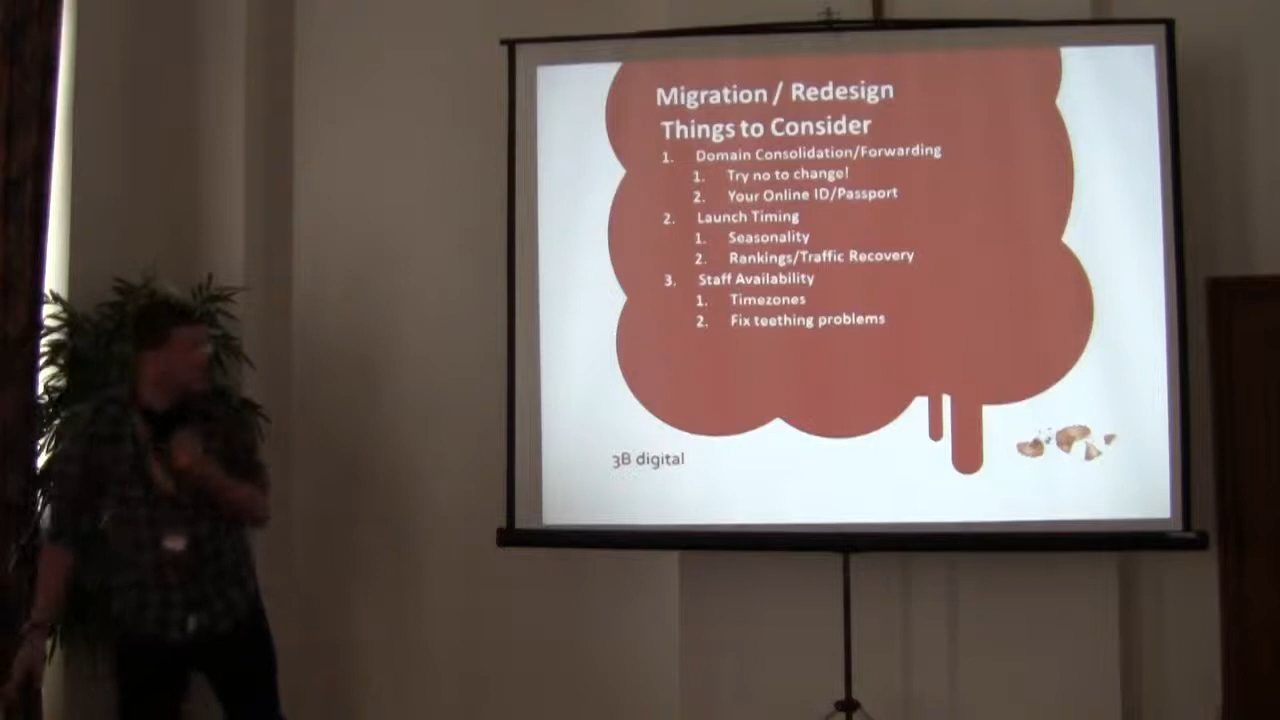 Migration / Redesign
Things to Consider
1. Domain Consolidation/Forwarding
1. Try no to change!
2. Your Online ID/Passport
2. Launch Timing
1. Seasonality
2. Rankings/Traffic Recovery
3. Staff Availability
1. Timezones
2. Fix teething problems
3B digital